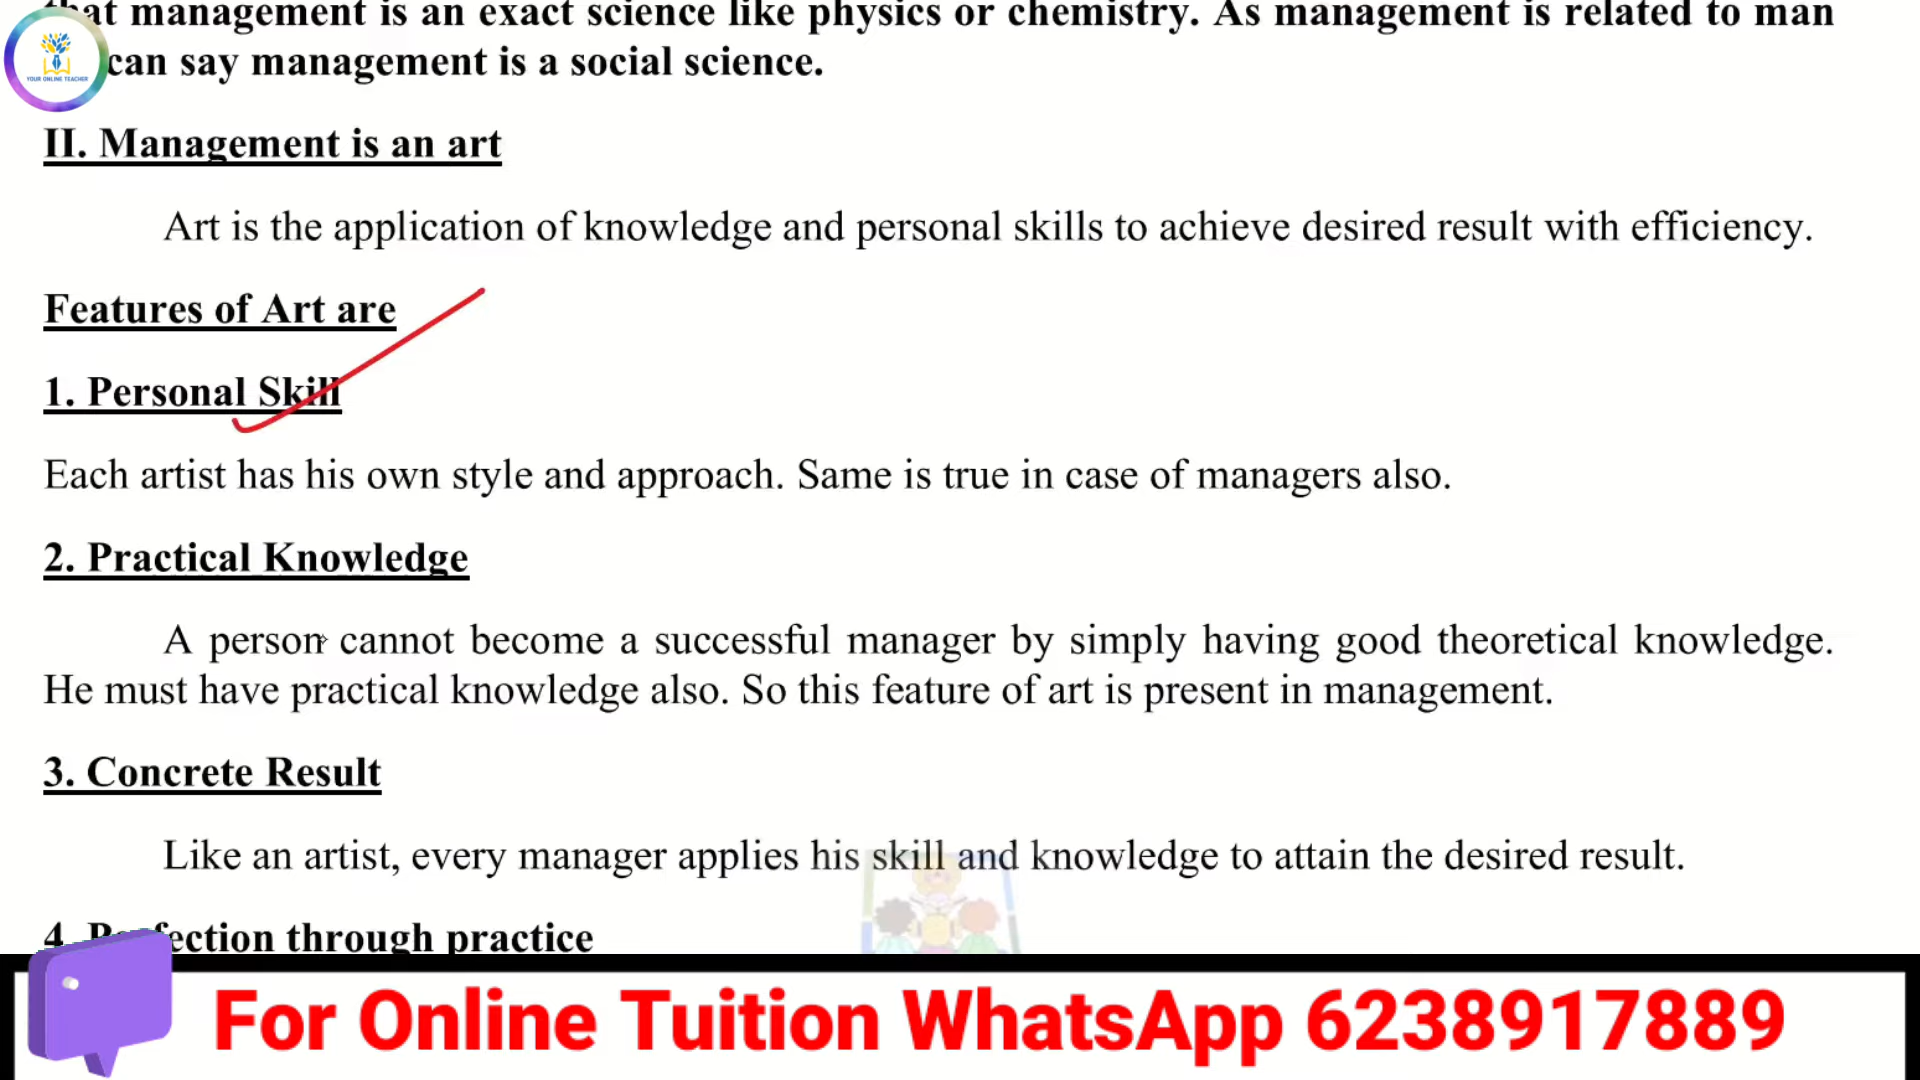 that management is an exact science like physics or chemistry. As management is related to man
can say management is a social science.
YOUR ONLINE TEACHER
II. Management is an art
Art is the application of knowledge and personal skills to achieve desired result with efficiency.
Features of Art are
1. Personal Skill
Each artist has his own style and approach. Same is true in case of managers also.
2. Practical Knowledge
A person cannot become a successful manager by simply having good theoretical knowledge.
He must have practical knowledge also. So this feature of art is present in management.
3. Concrete Result
Like an artist, every manager applies his skill and knowledge to attain the desired result.
4. Perfection through practice
For Online Tuition WhatsApp 6238917889